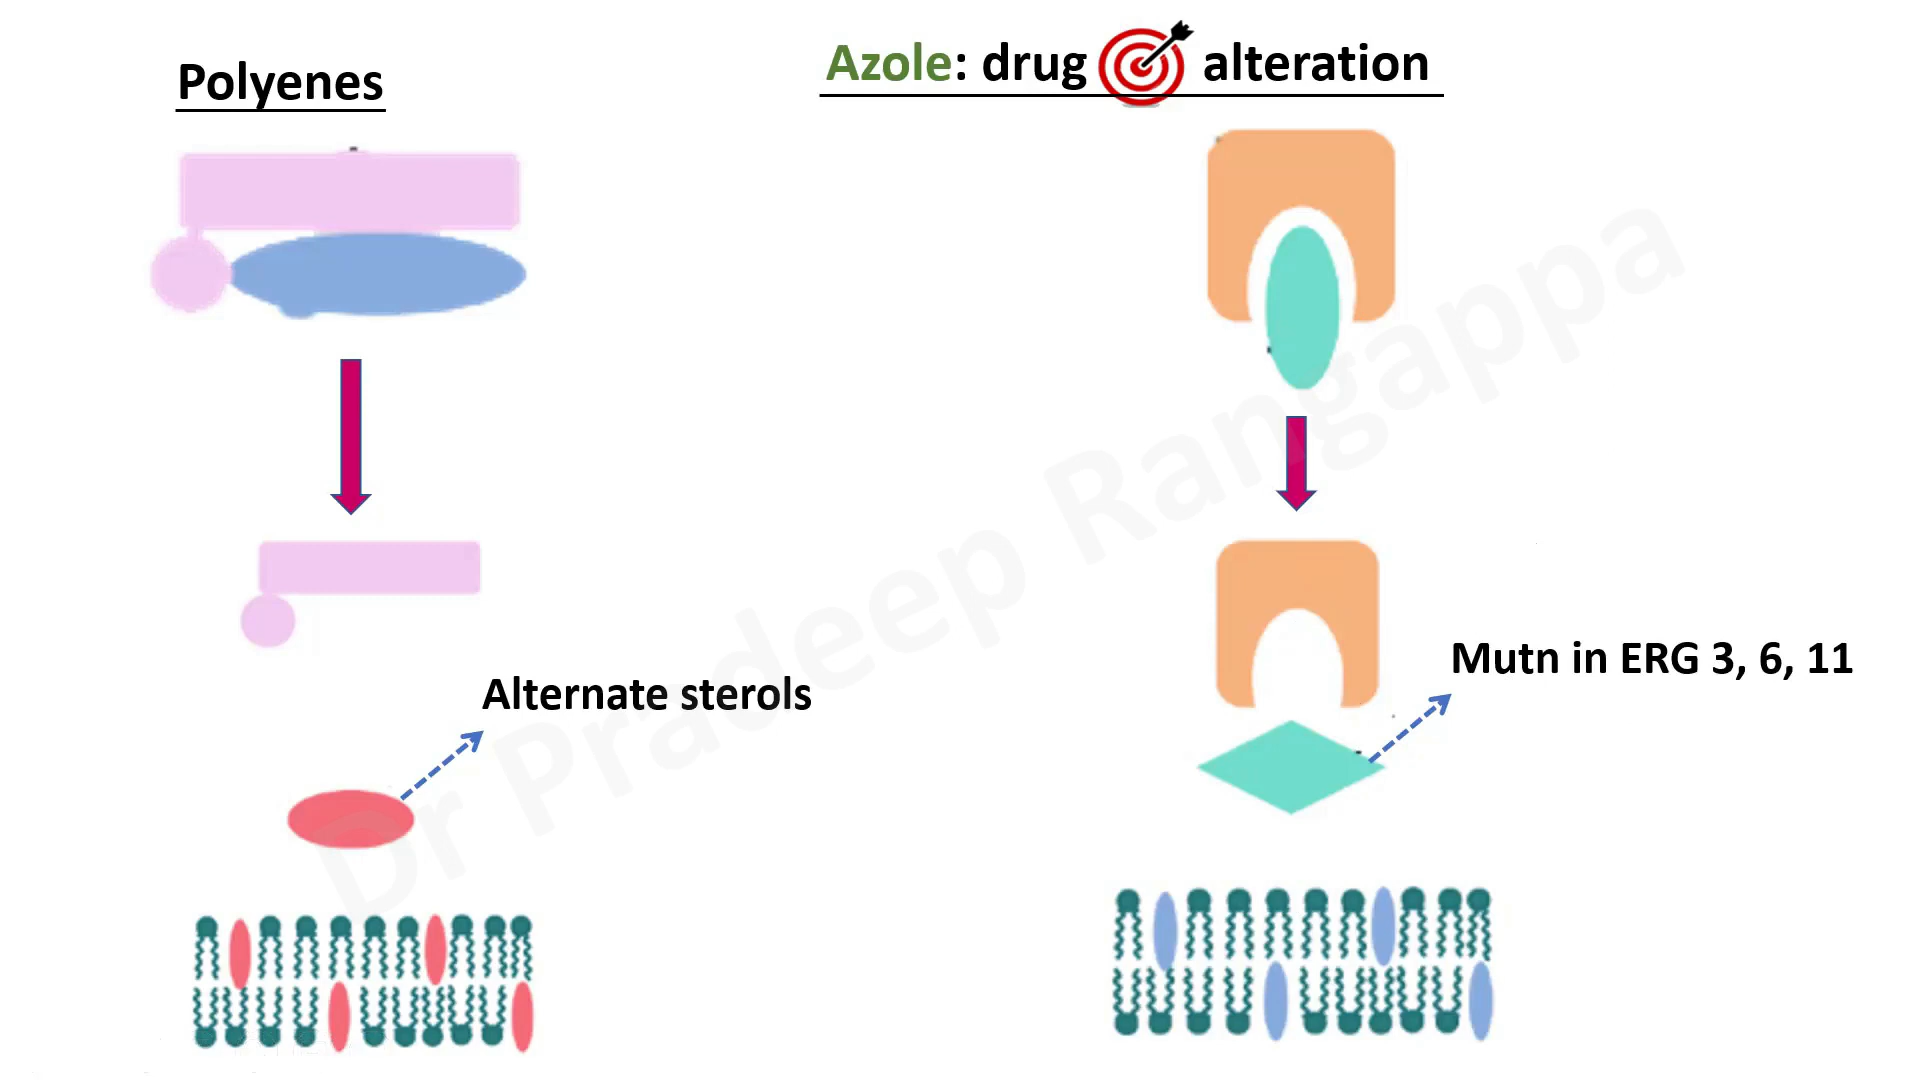 Polyenes
Azole: drug alteration
Alternate sterols
Mutn in ERG 3, 6, 11
Dr Pradeep Rangappa